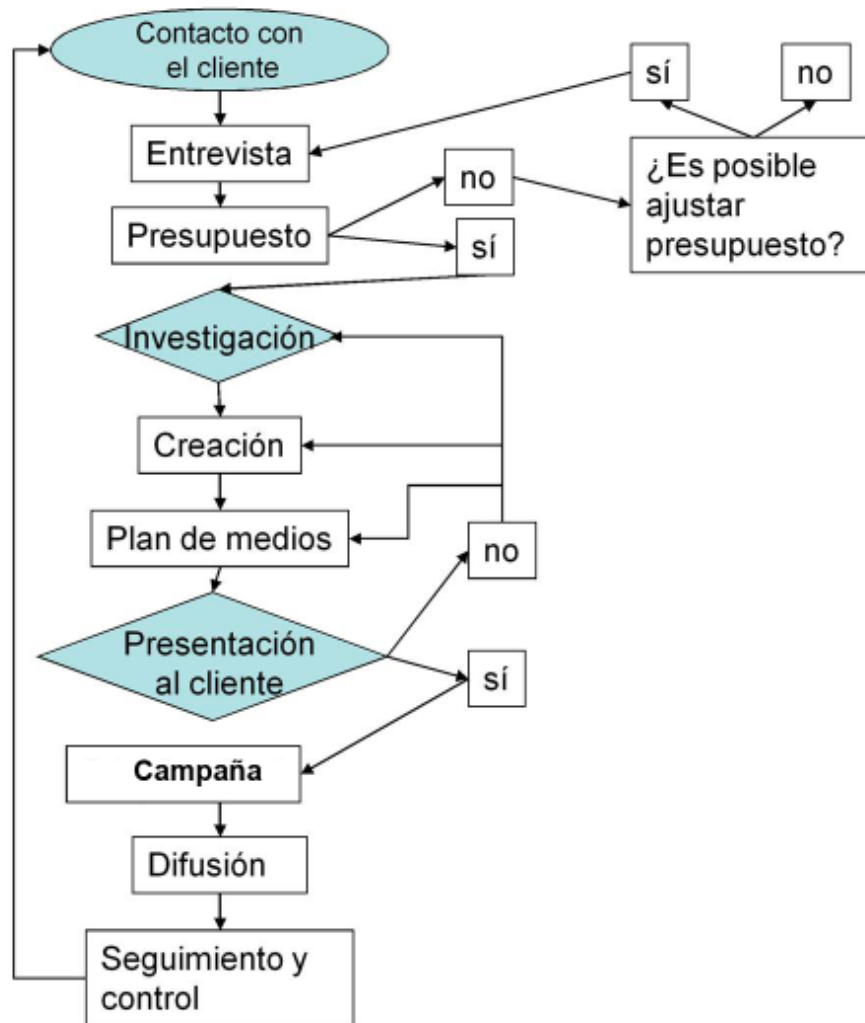 Contacto con
el cliente
sí
no
Entrevista
no
¿Es posible
ajustar
presupuesto?
Presupuesto
sí
Investigación
Creación
Plan de medios
no
Presentación
al cliente
sí
Campaña
Difusión
Seguimiento y
control